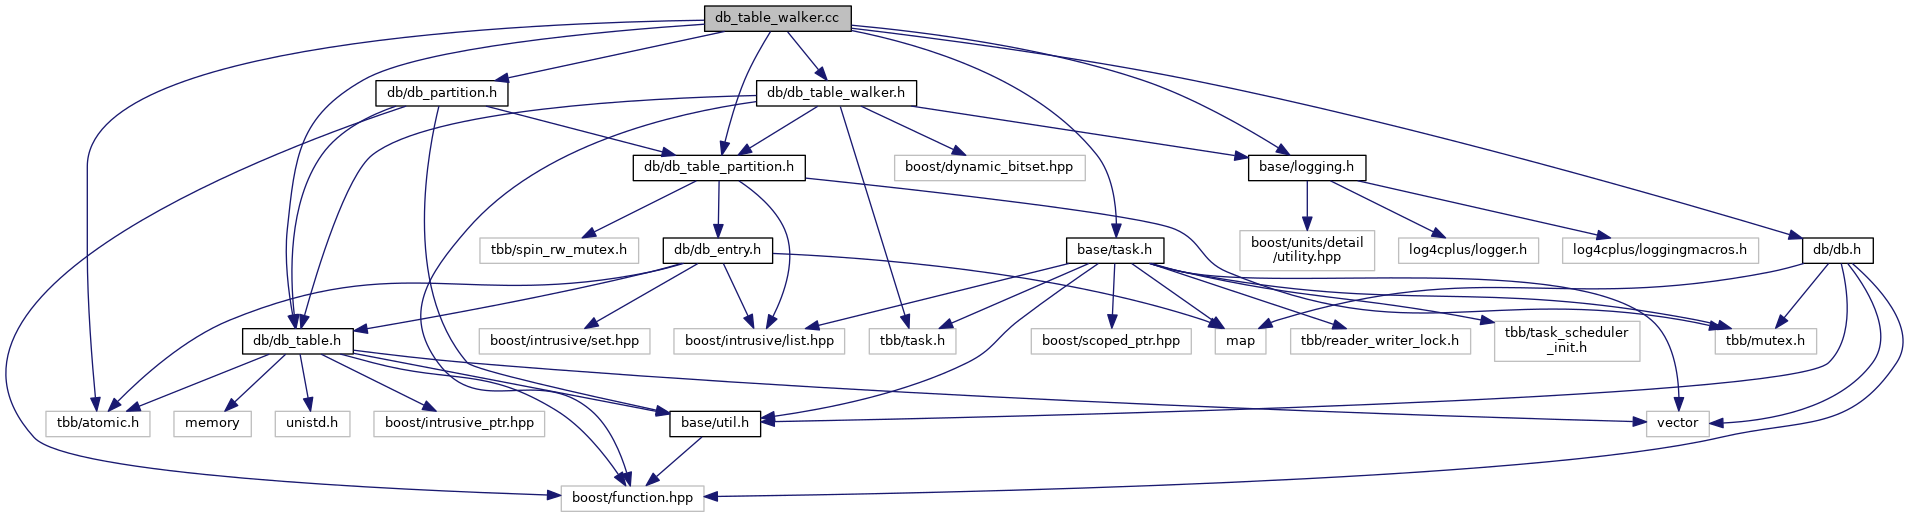 db_table_walker.cc
db/db_partition.h
db/db_table_walker.h
db/db_table_partition.h
boost/dynamic_bitset.hpp
base/logging.h
tbb/spin_rw_mutex.h
db/db_entry.h
base/task.h
boost/units/detail
/utility.hpp
log4cplus/logger.h
log4cplus/loggingmacros.h
db/db.h
db/db_table.h
boost/intrusive/set.hpp
boost/intrusive/list.hpp
tbb/task.h
boost/scoped_ptr.hpp
map
tbb/reader_writer_lock.h
tbb/task_scheduler
_init.h
tbb/mutex.h
tbb/atomic.h
memory
unistd.h
boost/intrusive_ptr.hpp
base/util.h
vector
boost/function.hpp